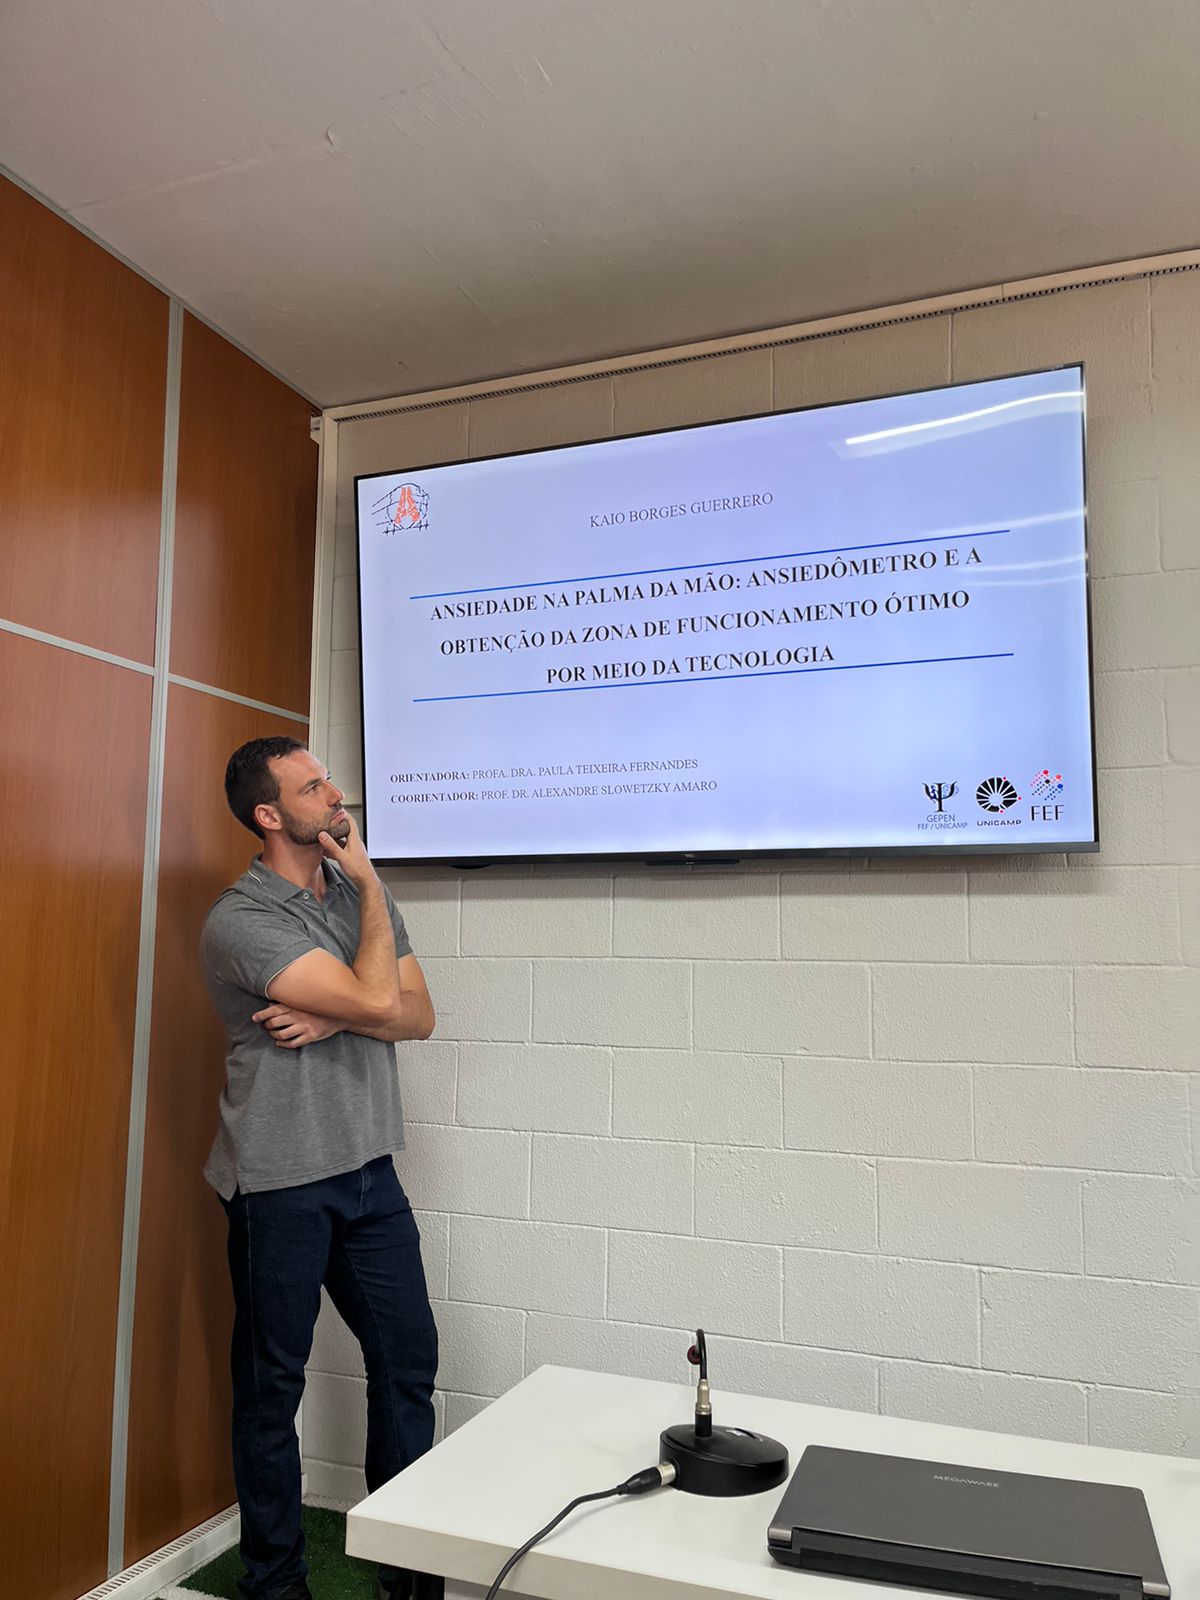 KAIO BORGES GUERRERO
ANSIEDADE NA PALMA DA MÃO: ANSIEDÔMETRO E A
OBTENÇÃO DA ZONA DE FUNCIONAMENTO ÓTIMO
POR MEIO DA TECNOLOGIA
ORIENTADORA: PROFA. DRA. PAULA TEIXEIRA FERNANDES
COORIENTADOR: PROF. DR. ALEXANDRE SLOWETZKY AMARO
GEPEN
FEF / UNICAMP
UNICAMP
FEF
TCL
MEGAWARE